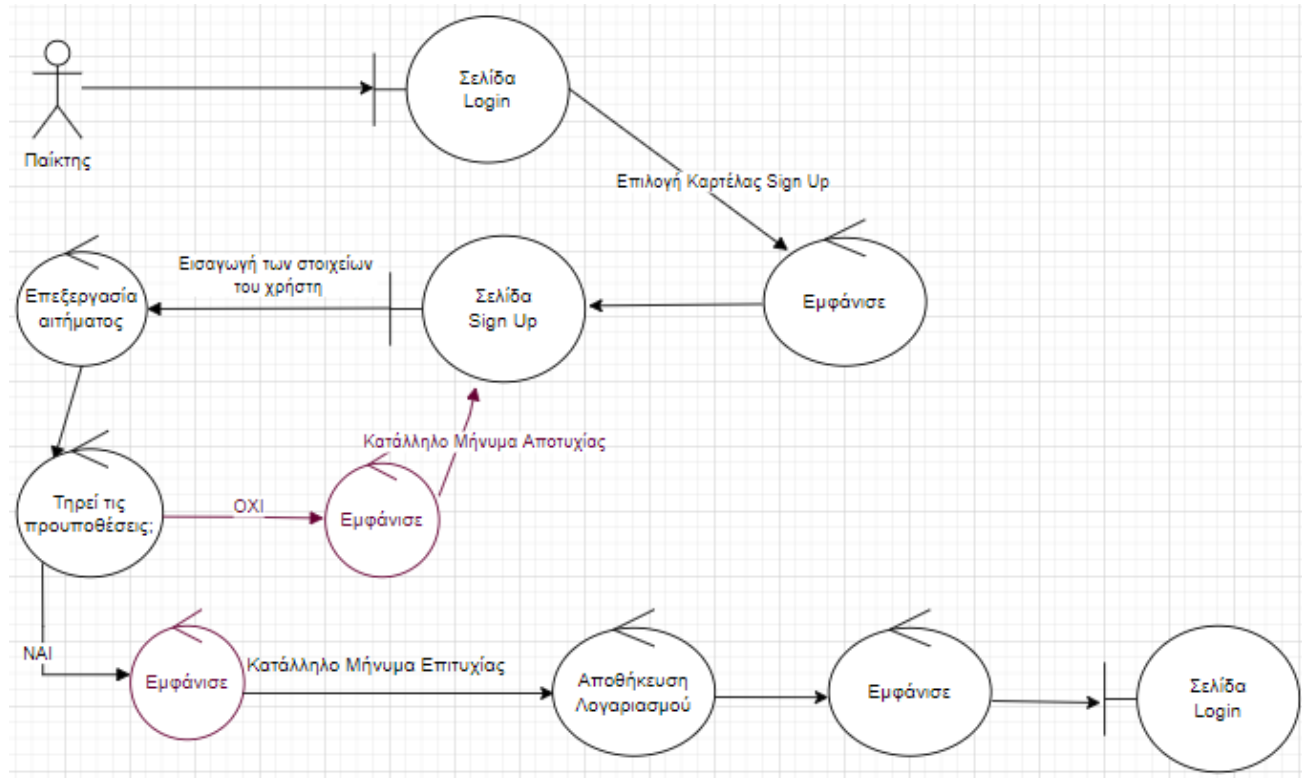 Σελίδα
Login
Παίκτης
Επιλογή Καρτέλας Sign Up
Εισαγωγή των στοιχείων
του χρήστη
Επεξεργασία
αιτήματος
Σελίδα
Sign Up
Εμφάνισε
Κατάλληλο Μήνυμα Αποτυχίας
Τηρεί τις
προυποθέσεις;
ΟΧΙ
Εμφάνισε
ΝΑΙ
Εμφάνισε
Κατάλληλο Μήνυμα Επιτυχίας
Αποθήκευση
Λογαριασμού
Εμφάνισε
Σελίδα
Login